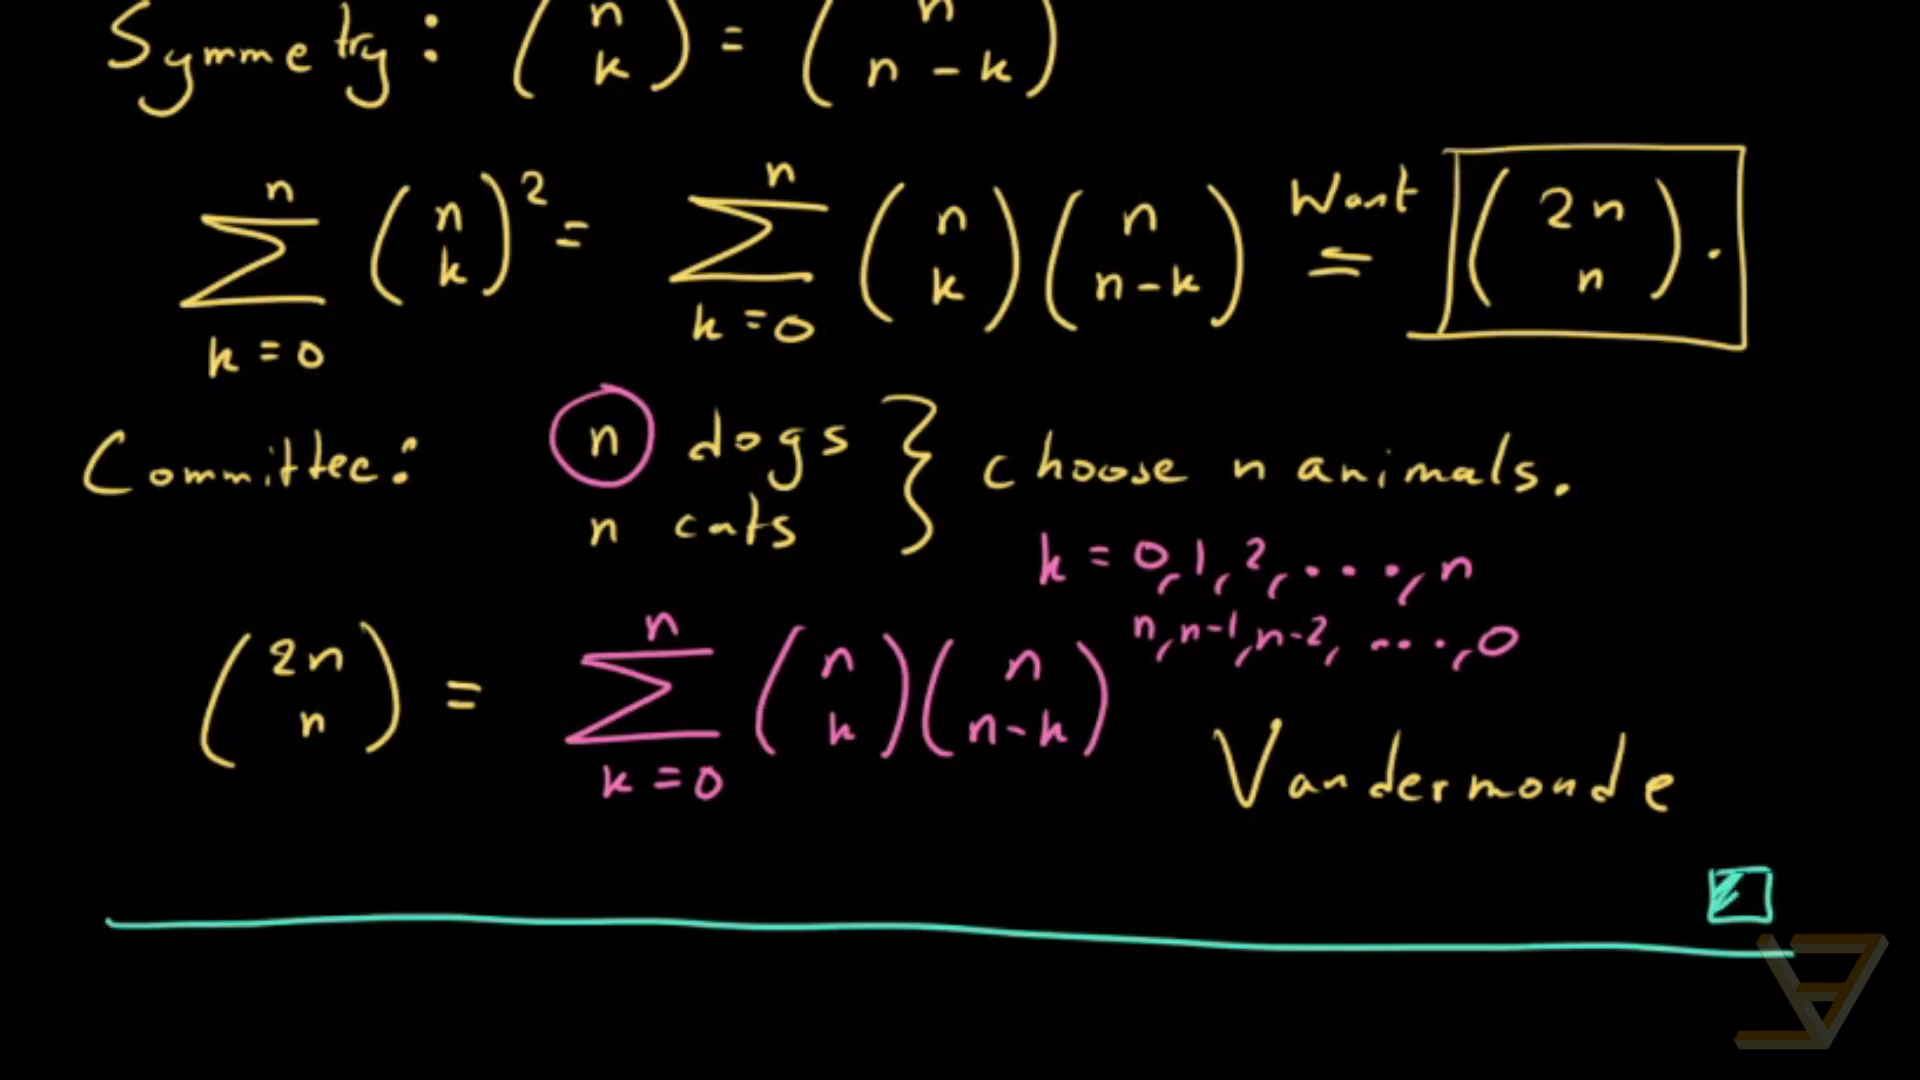 Symmetry: (n k) = (n n-k)
n n
∑ (n k)² = ∑ (n k)(n n-k) Want = (2n n).
k=0 k=0
Committee: n dogs } choose n animals.
n cats
k = 0, 1, 2, ..., n
n, n-1, n-2, ..., 0
(2n n) = ∑ (n k)(n n-k)
k=0
Vandermonde